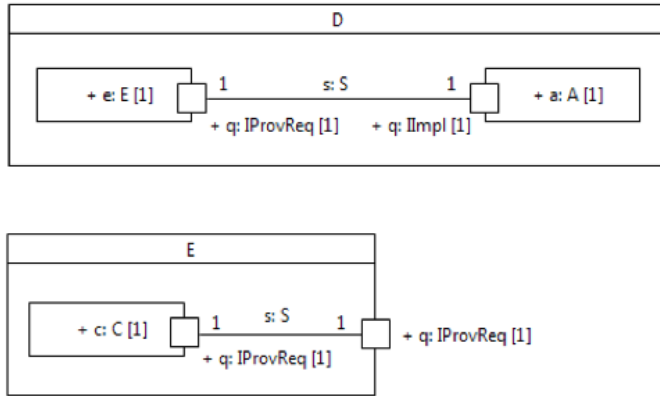 D
+ e: E [1]
1
s: S
1
+ a: A [1]
+ q: IProvReq [1]
+ q: IImpl [1]
E
+ c: C [1]
1
s: S
1
+ q: IProvReq [1]
+ q: IProvReq [1]